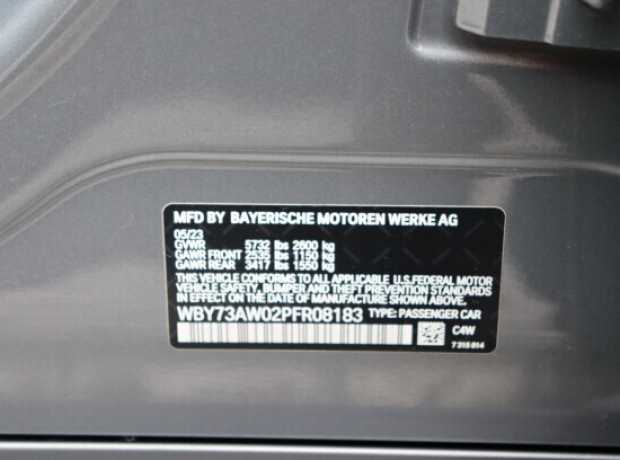 MFD BY BAYERISCHE MOTOREN WERKE AG
05/23
GVWR 5732 lbs 2600 kg
GAWR FRONT 2535 lbs 1150 kg
GAWR REAR 3417 lbs 1550 kg
THIS VEHICLE CONFORMS TO ALL APPLICABLE U.S.FEDERAL MOTOR
VEHICLE SAFETY, BUMPER AND THEFT PREVENTION STANDARDS
IN EFFECT ON THE DATE OF MANUFACTURE SHOWN ABOVE.
WBY73AW02PFR08183 TYPE: PASSENGER CAR
C4W
7318814